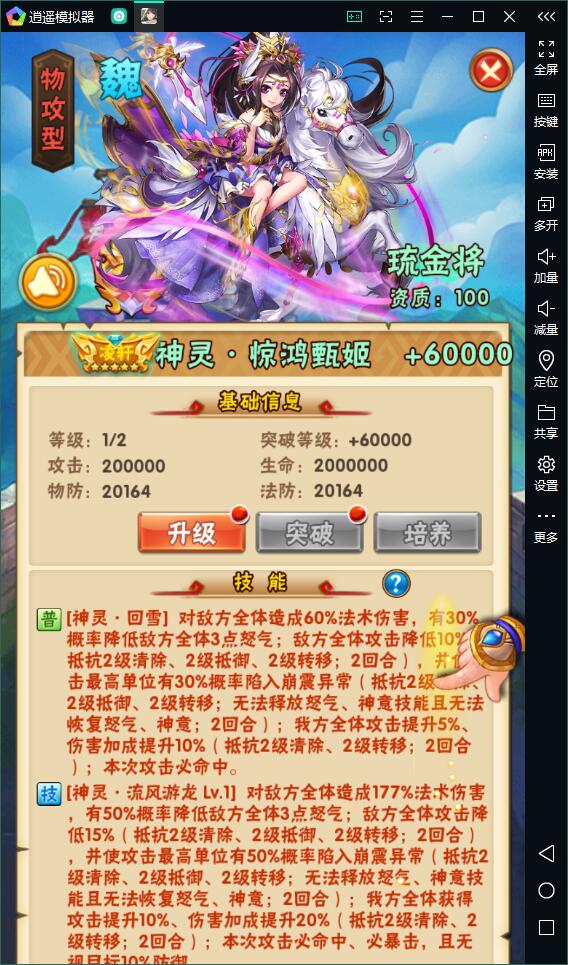 逍遥模拟器
全屏
按键
APK
安装
多开
加量
减量
定位
共享
设置
更多
物攻型
魏
琉金将
资质：100
凌轩
神灵·惊鸿甄姬 +60000
基础信息
等级：1/2 突破等级：+60000
攻击：200000 生命：2000000
物防：20164 法防：20164
升级 突破 培养
技能 ?
普 [神灵·回雪] 对敌方全体造成60%法术伤害，有30%
概率降低敌方全体3点怒气；敌方全体攻击降低10%
抵抗2级清除、2级抵御、2级转移；2回合），并使
击最高单位有30%概率陷入崩震异常（抵抗2级
2级抵御、2级转移；无法释放怒气、神意技能且无法
恢复怒气、神意；2回合）；我方全体攻击提升5%、
伤害加成提升10%（抵抗2级清除、2级转移；2回合
）；本次攻击必命中。
技 [神灵·流风游龙 Lv.1] 对敌方全体造成177%法术伤害
，有50%概率降低敌方全体3点怒气；敌方全体攻击降
低15%（抵抗2级清除、2级抵御、2级转移；2回合）
，并使攻击最高单位有50%概率陷入崩震异常（抵抗2
级清除、2级抵御、2级转移；无法释放怒气、神意技
能且无法恢复怒气、神意；2回合）；我方全体获得
攻击提升10%、伤害加成提升20%（抵抗2级清除、2
级转移；2回合）；本次攻击必命中、必暴击，且无
视目标10%防御